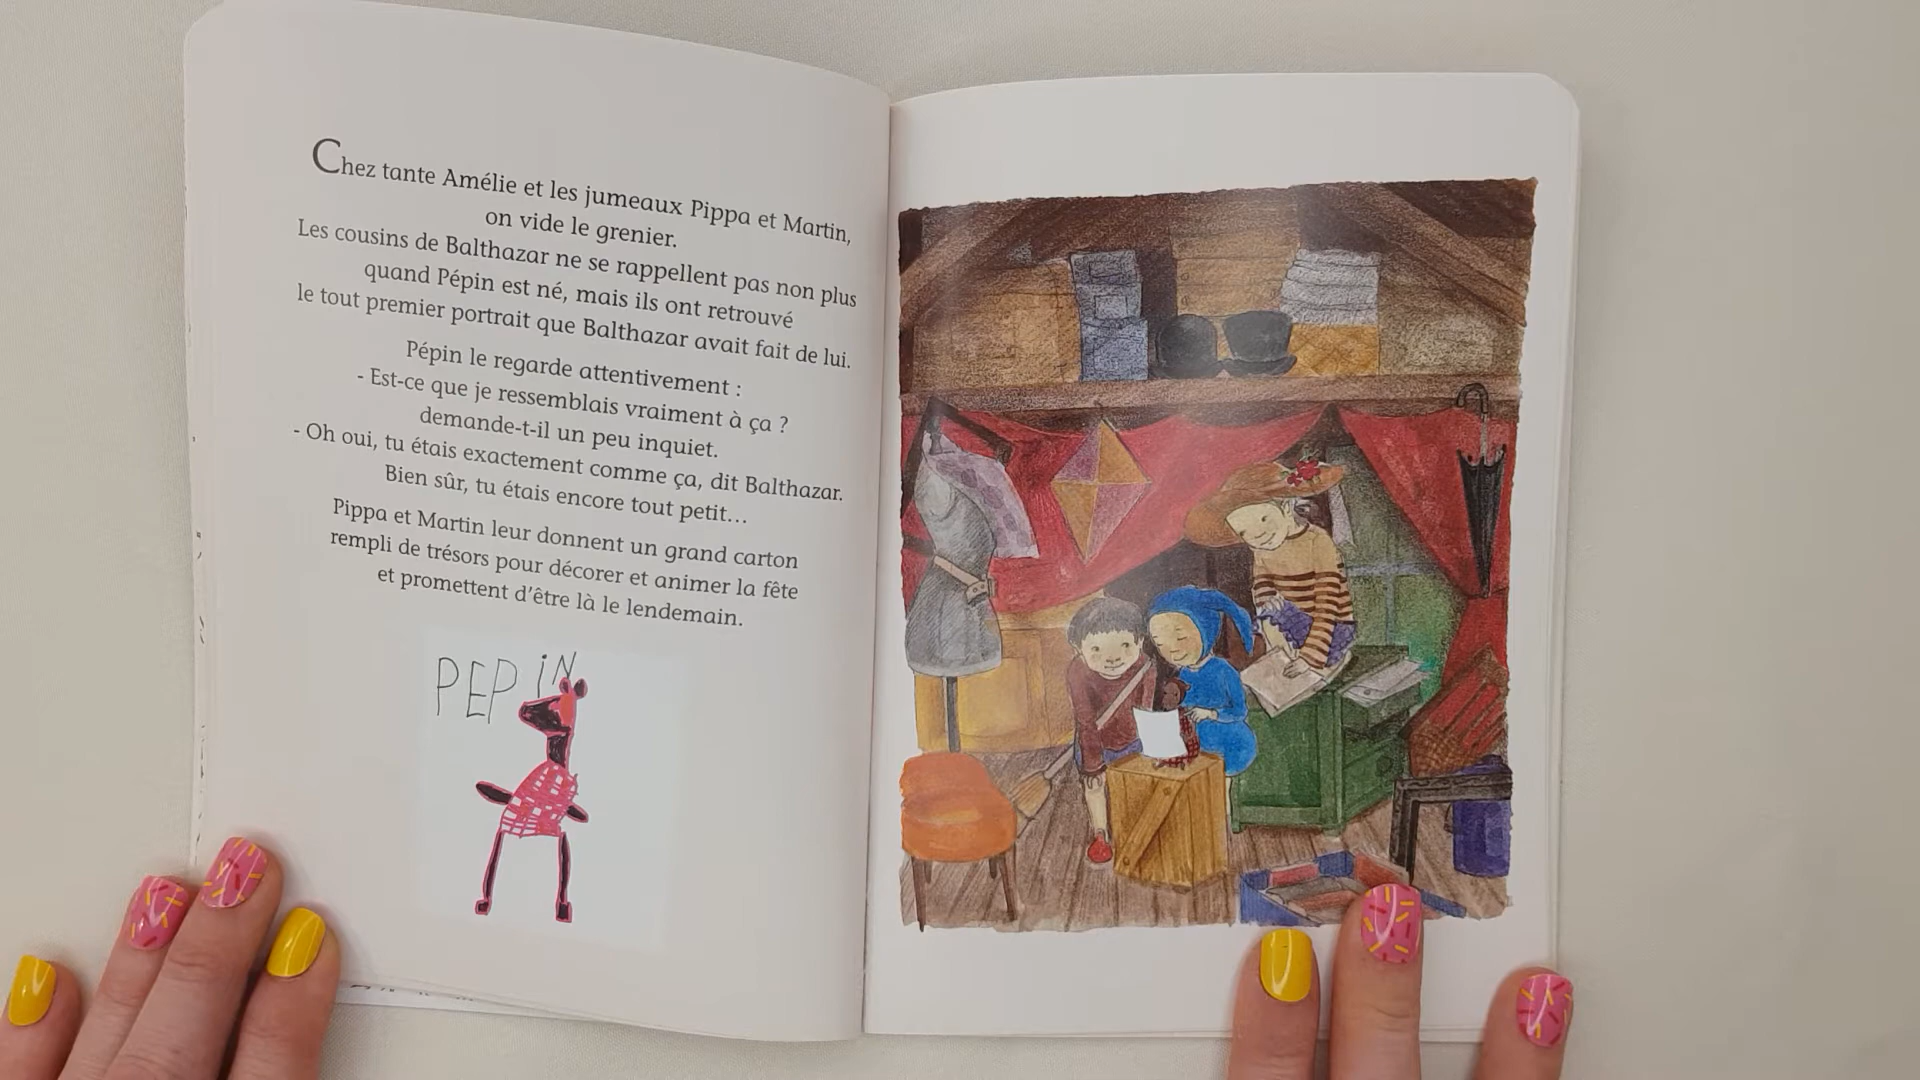 Chez tante Amélie et les jumeaux Pippa et Martin,
on vide le grenier.
Les cousins de Balthazar ne se rappellent pas non plus
quand Pépin est né, mais ils ont retrouvé
le tout premier portrait que Balthazar avait fait de lui.
Pépin le regarde attentivement :
- Est-ce que je ressemblais vraiment à ça ?
demande-t-il un peu inquiet.
- Oh oui, tu étais exactement comme ça, dit Balthazar.
Bien sûr, tu étais encore tout petit...
Pippa et Martin leur donnent un grand carton
rempli de trésors pour décorer et animer la fête
et promettent d'être là le lendemain.
PEPiN